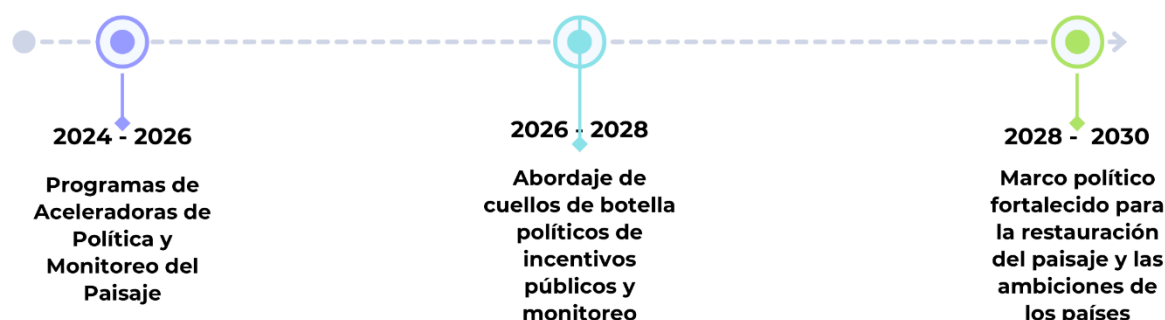 2024 - 2026
Programas de
Aceleradoras de
Política y
Monitoreo del
Paisaje
2026 - 2028
Abordaje de
cuellos de botella
políticos de
incentivos
públicos y
monitoreo
2028 - 2030
Marco político
fortalecido para
la restauración
del paisaje y las
ambiciones de
los países